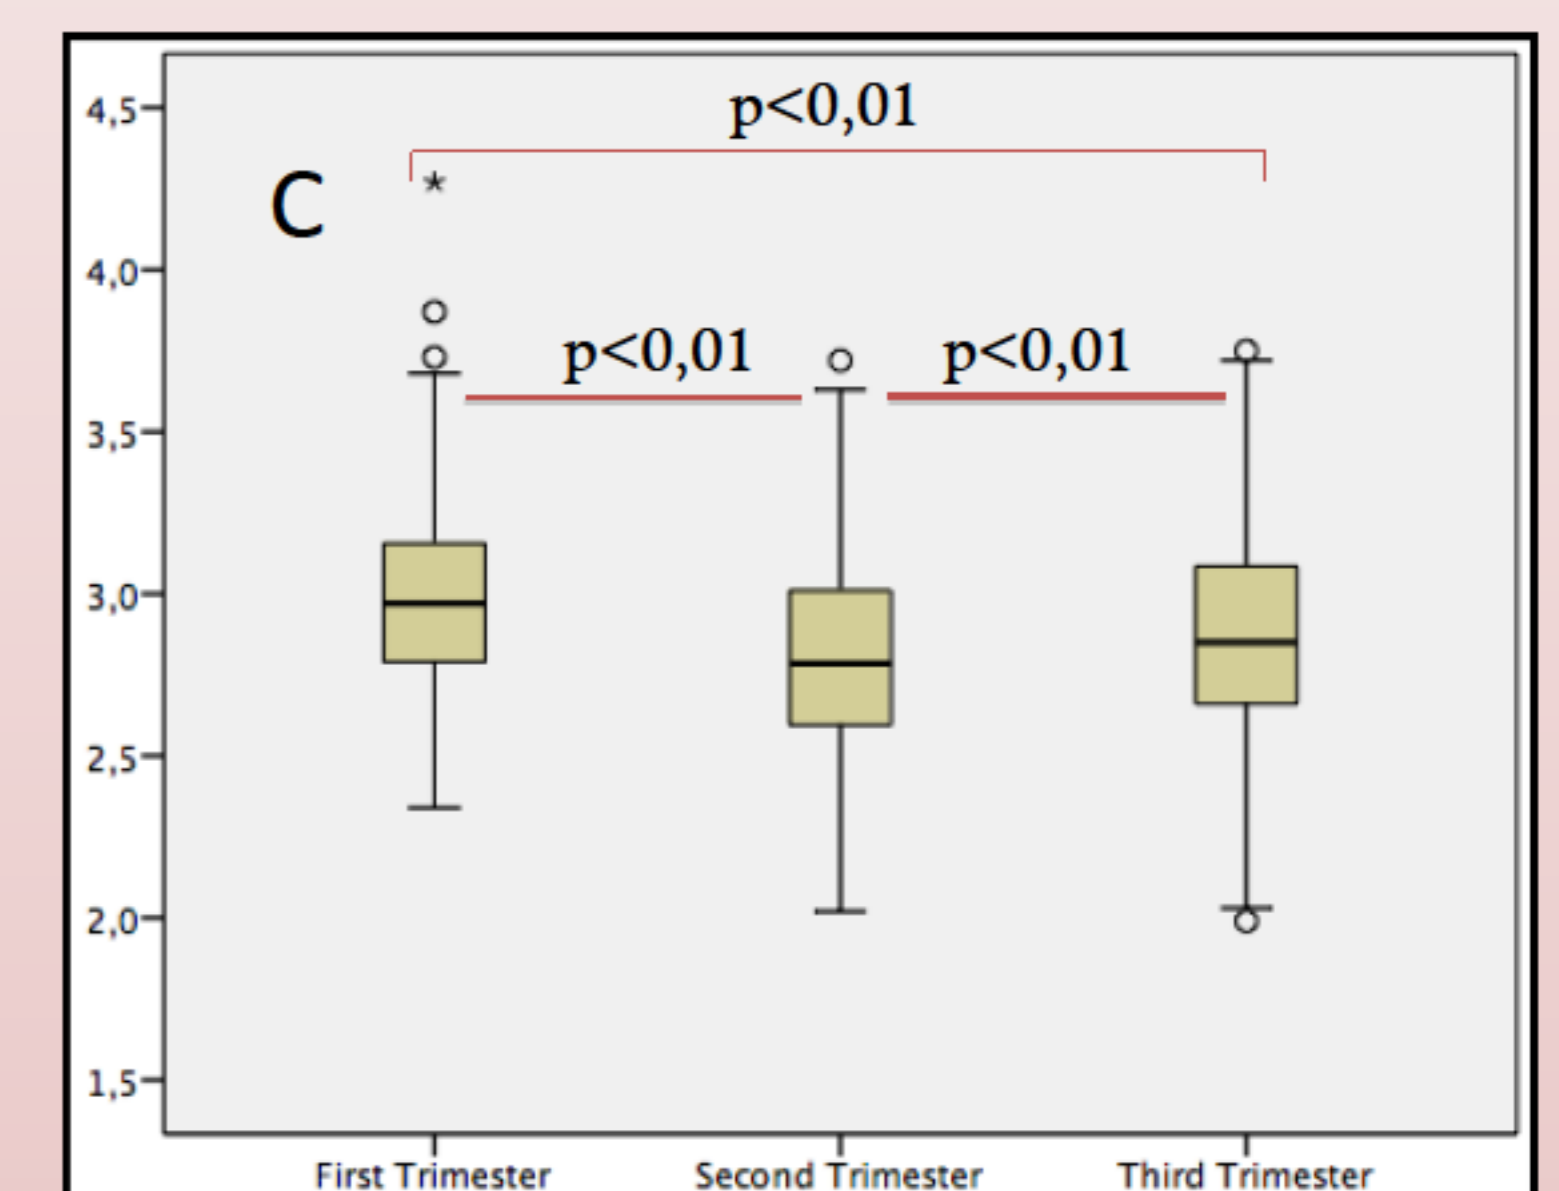 p<0,01
4,5
C
4,0
p<0,01 p<0,01
3,5
3,0
2,5
2,0
1,5
First Trimester Second Trimester Third Trimester